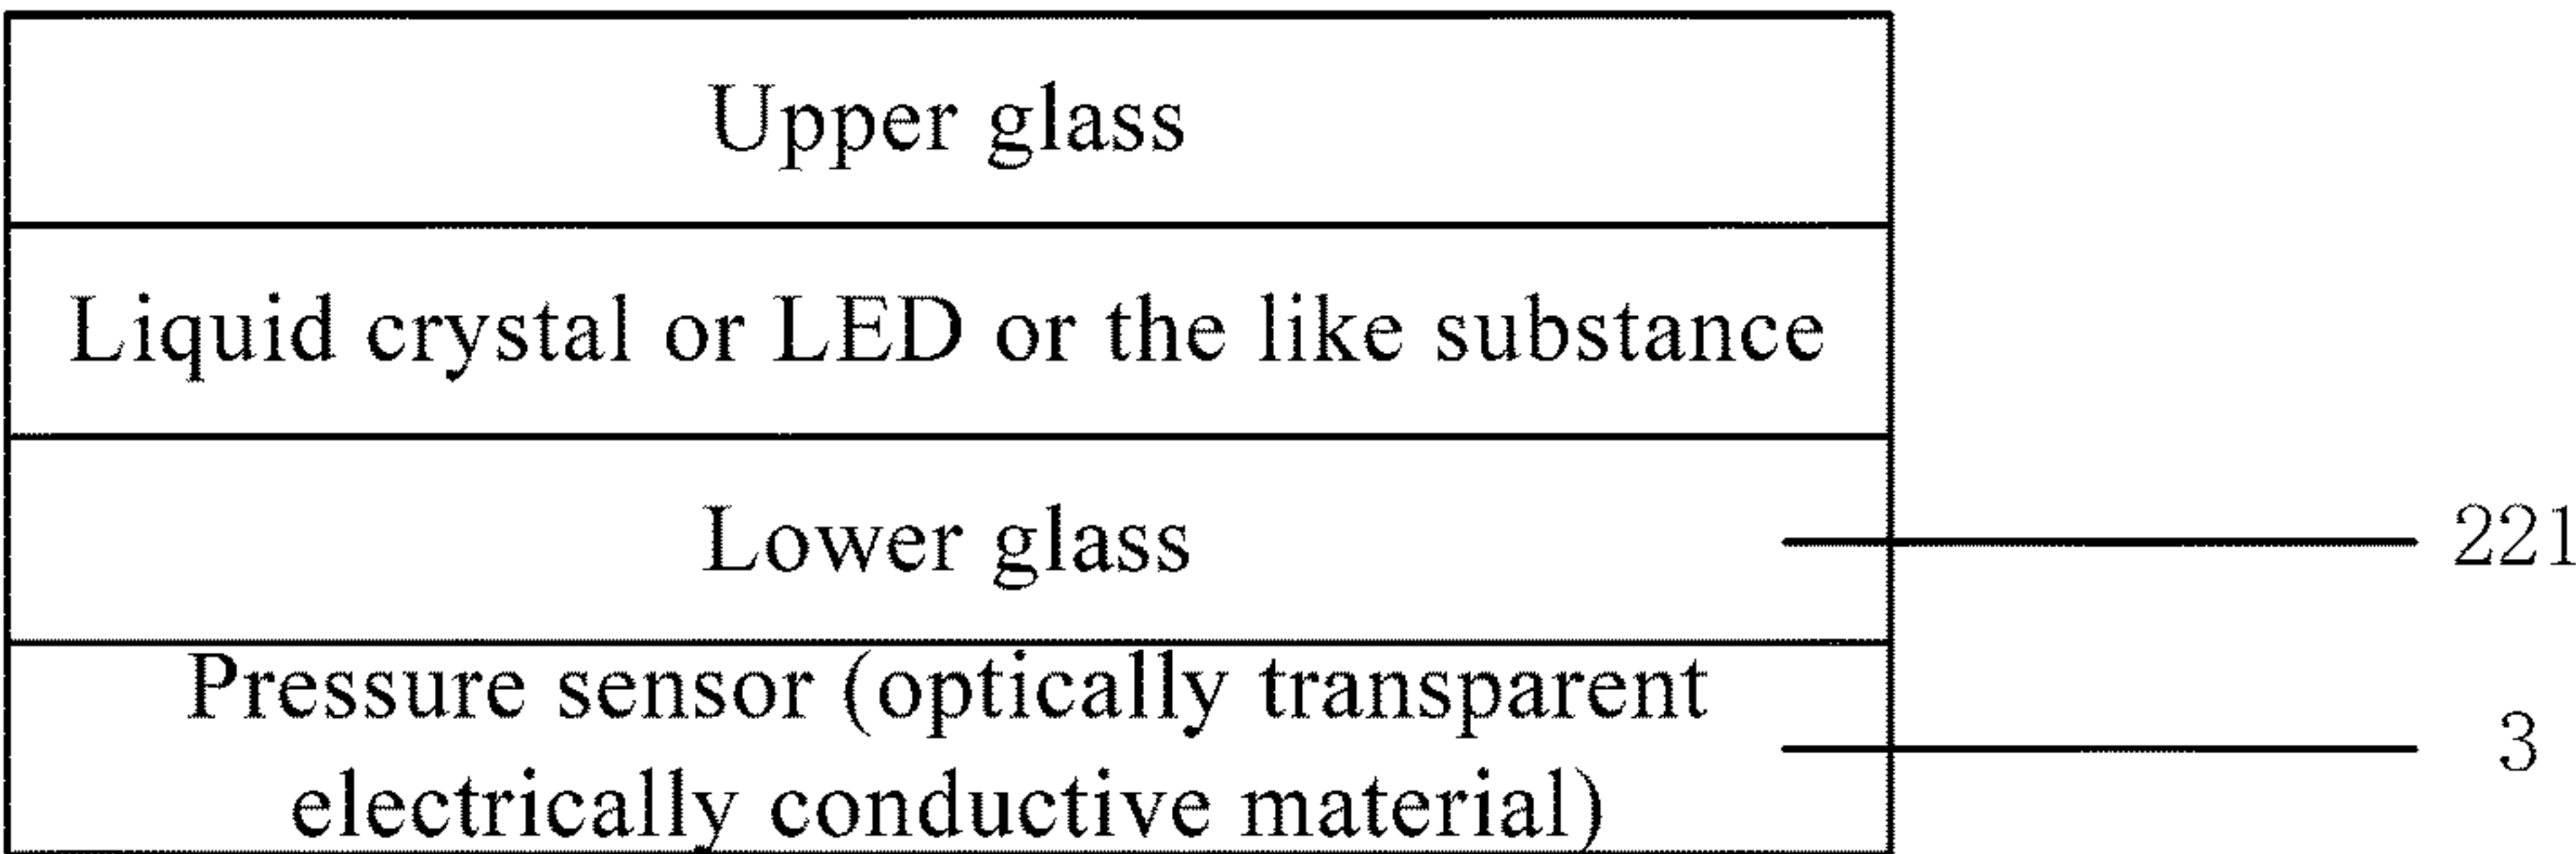 Upper glass
Liquid crystal or LED or the like substance
Lower glass
221
Pressure sensor (optically transparent
electrically conductive material)
3